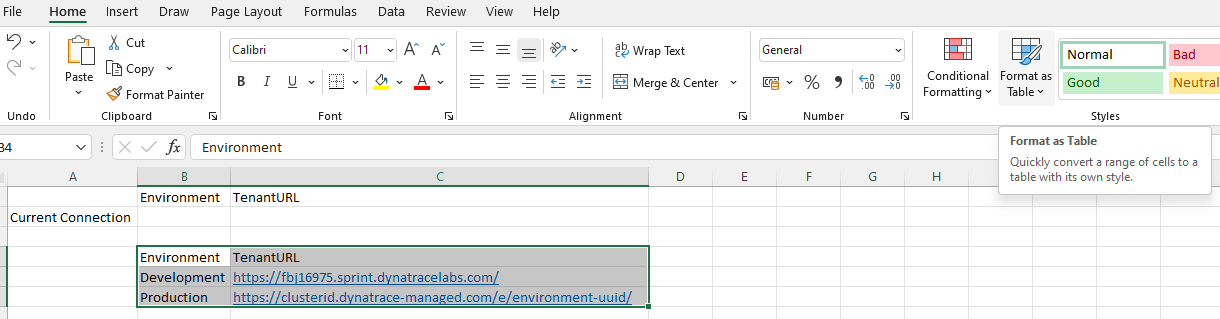 File Home Insert Draw Page Layout Formulas Data Review View Help
Cut
Copy
Format Painter
Paste
Undo
Clipboard
Calibri 11
B I U
Font
Wrap Text
Merge & Center
Alignment
General
Number
Conditional Formatting
Format as Table
Normal Bad
Good Neutral
Styles
Format as Table
Quickly convert a range of cells to a
table with its own style.
B4 fx Environment
A B C D E F G H
Environment TenantURL
Current Connection
Environment TenantURL
Development https://fbj16975.sprint.dynatracelabs.com/
Production https://clusterid.dynatrace-managed.com/e/environment-uuid/